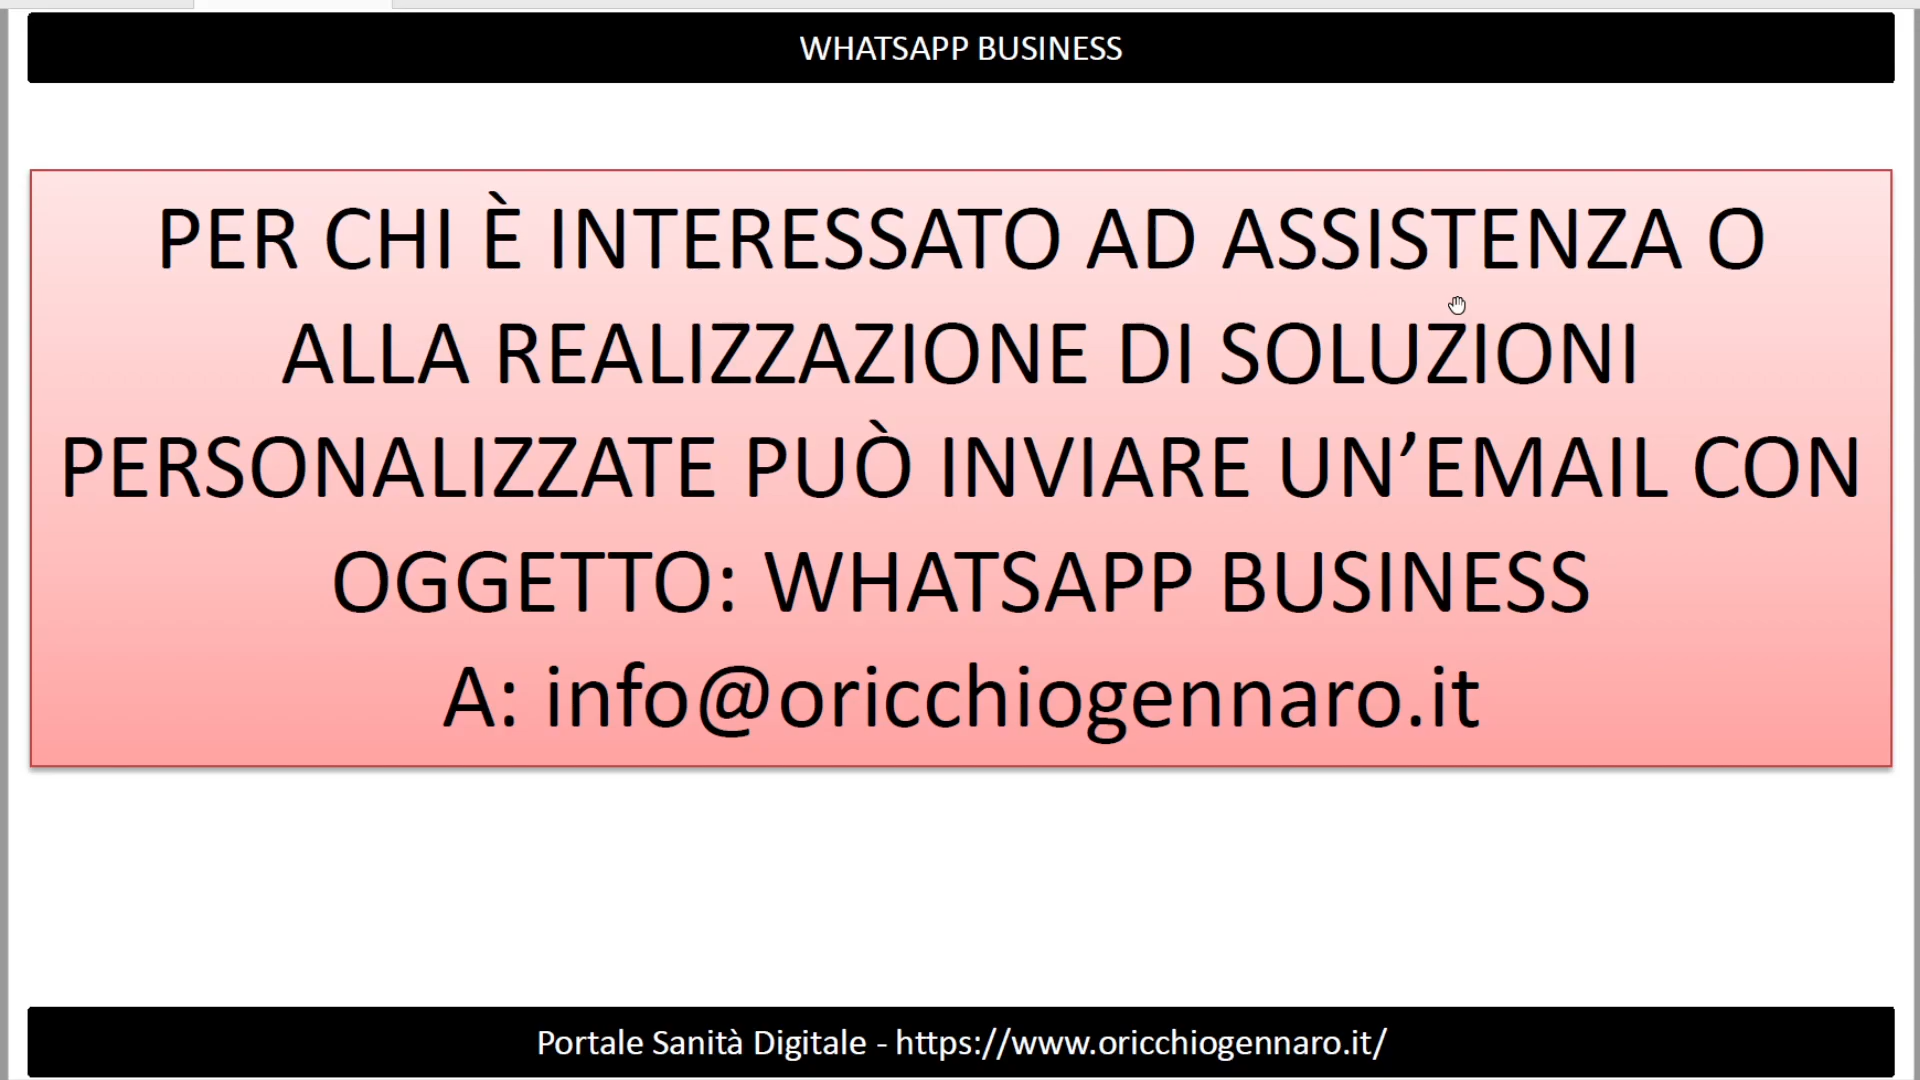 WHATSAPP BUSINESS
PER CHI È INTERESSATO AD ASSISTENZA O
ALLA REALIZZAZIONE DI SOLUZIONI
PERSONALIZZATE PUÒ INVIARE UN’EMAIL CON
OGGETTO: WHATSAPP BUSINESS
A: info@oricchiogennaro.it
Portale Sanità Digitale - https://www.oricchiogennaro.it/